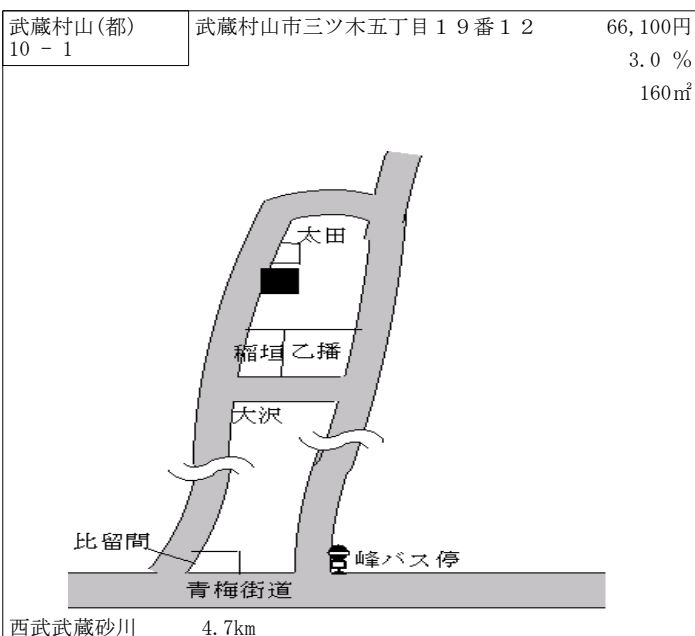 武蔵村山(都)
10 － 1
武蔵村山市三ツ木五丁目１９番１２
66,100円
3.0 %
160㎡
太田
稲垣
乙播
大沢
比留間
峰バス停
青梅街道
西武武蔵砂川 4.7km